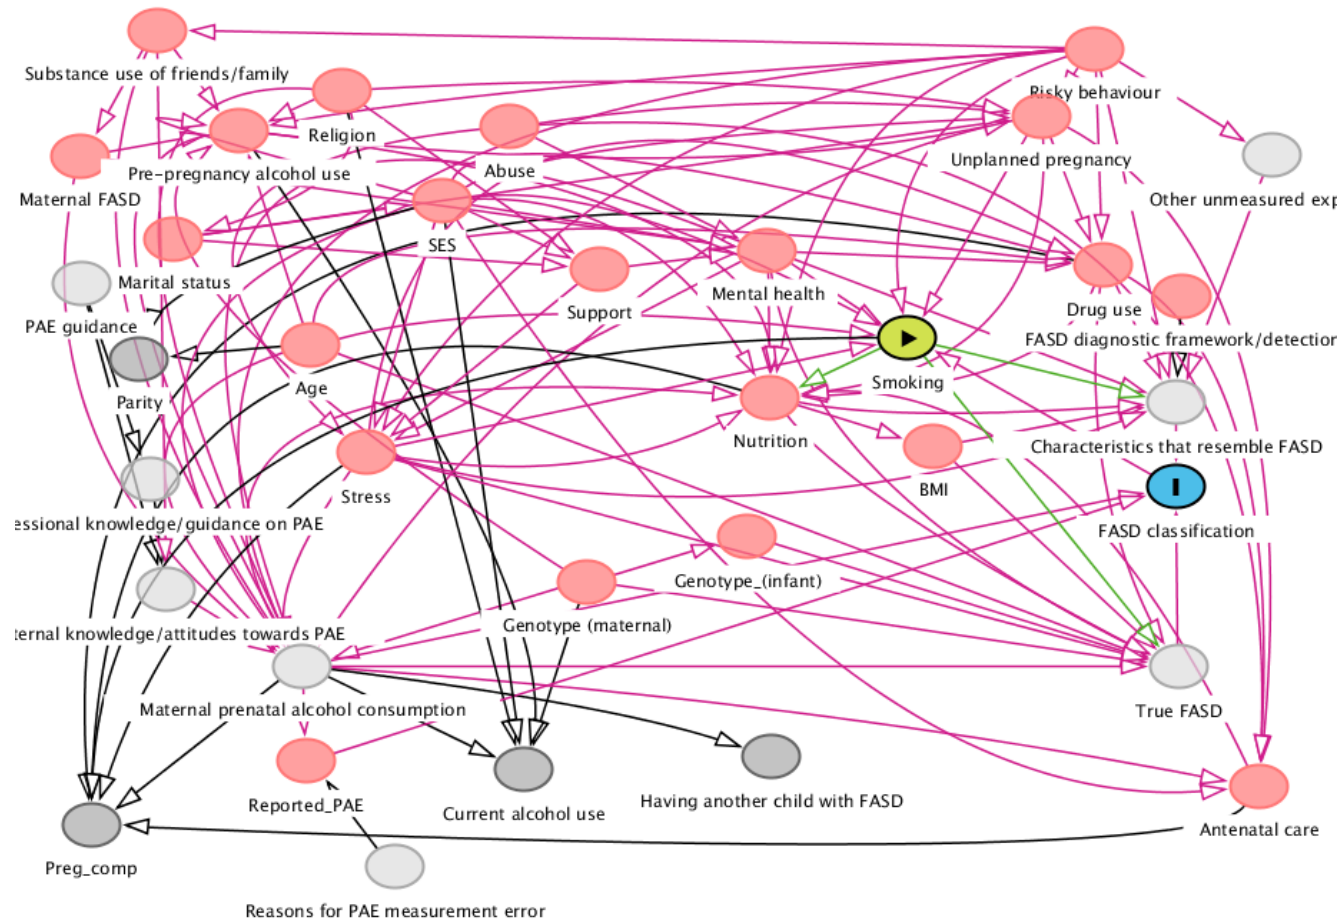 Substance use of friends/family
Risky behaviour
Religion
Unplanned pregnancy
Pre-pregnancy alcohol use
Abuse
Maternal FASD
Other unmeasured exp
SES
Marital status
Mental health
Support
Drug use
PAE guidance
FASD diagnostic framework/detection
Age
Smoking
Parity
Nutrition
Characteristics that resemble FASD
BMI
Stress
essional knowledge/guidance on PAE
FASD classification
Genotype_(infant)
Genotype (maternal)
ternal knowledge/attitudes towards PAE
Maternal prenatal alcohol consumption
True FASD
Reported_PAE
Having another child with FASD
Current alcohol use
Antenatal care
Preg_comp
Reasons for PAE measurement error